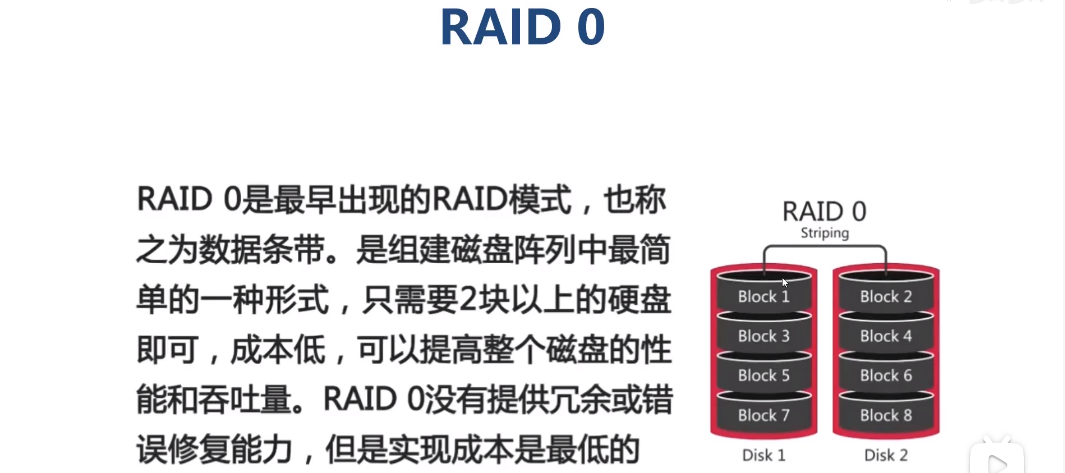 RAID 0
RAID 0是最早出现的RAID模式，也称
之为数据条带。是组建磁盘阵列中最简
单的一种形式，只需要2块以上的硬盘
即可，成本低，可以提高整个磁盘的性
能和吞吐量。RAID 0没有提供冗余或错
误修复能力，但是实现成本是最低的
RAID 0
Striping
Block 1
Block 2
Block 3
Block 4
Block 5
Block 6
Block 7
Block 8
Disk 1
Disk 2